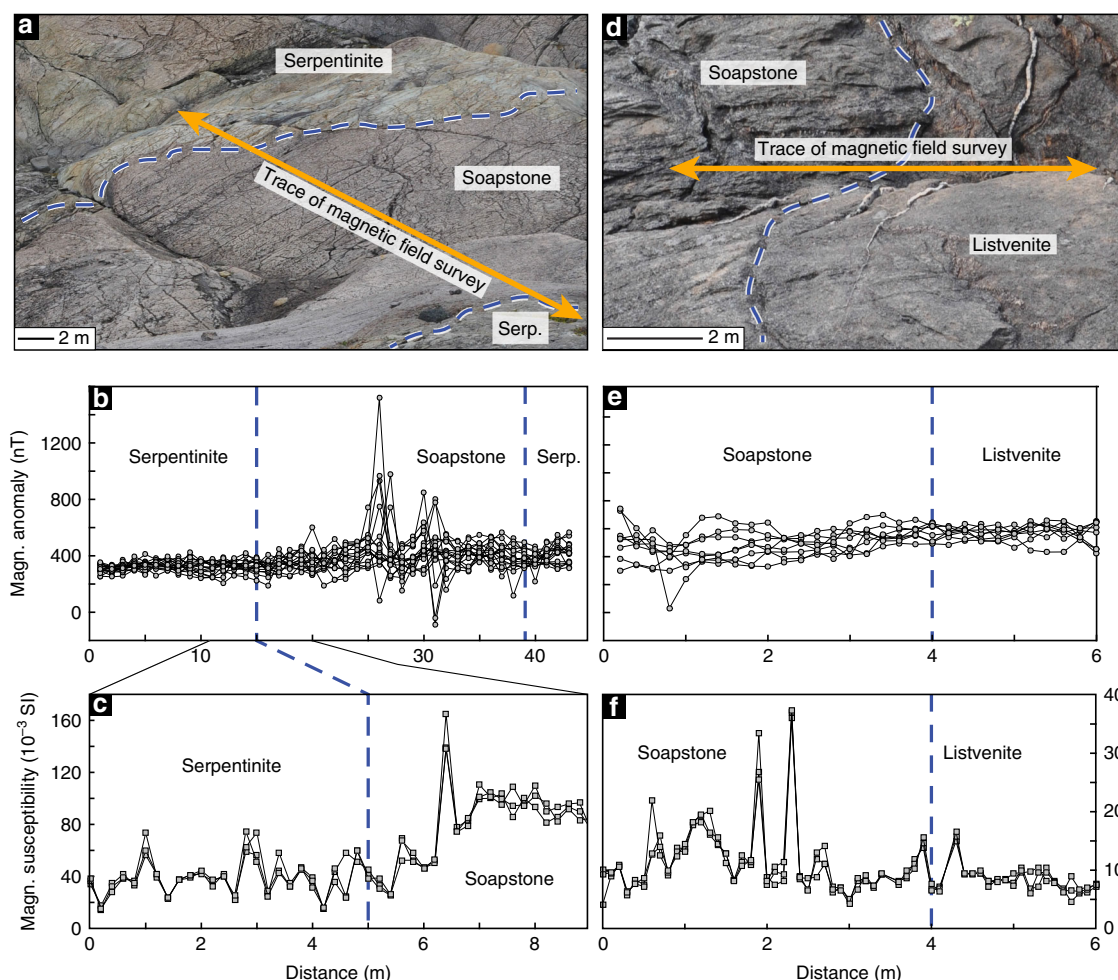 a
Serpentinite
Soapstone
Trace of magnetic field survey
Serp.
2 m
d
Soapstone
Trace of magnetic field survey
Listvenite
2 m
b
Serpentinite
Soapstone
Serp.
Magn. anomaly (nT)
1200
800
400
0
0
10
30
40
e
Soapstone
Listvenite
0
2
4
6
c
Serpentinite
Soapstone
Magn. susceptibility (10⁻³ SI)
160
120
80
40
0
0
2
4
6
8
Distance (m)
f
Soapstone
Listvenite
40
30
20
10
0
0
2
4
6
Distance (m)